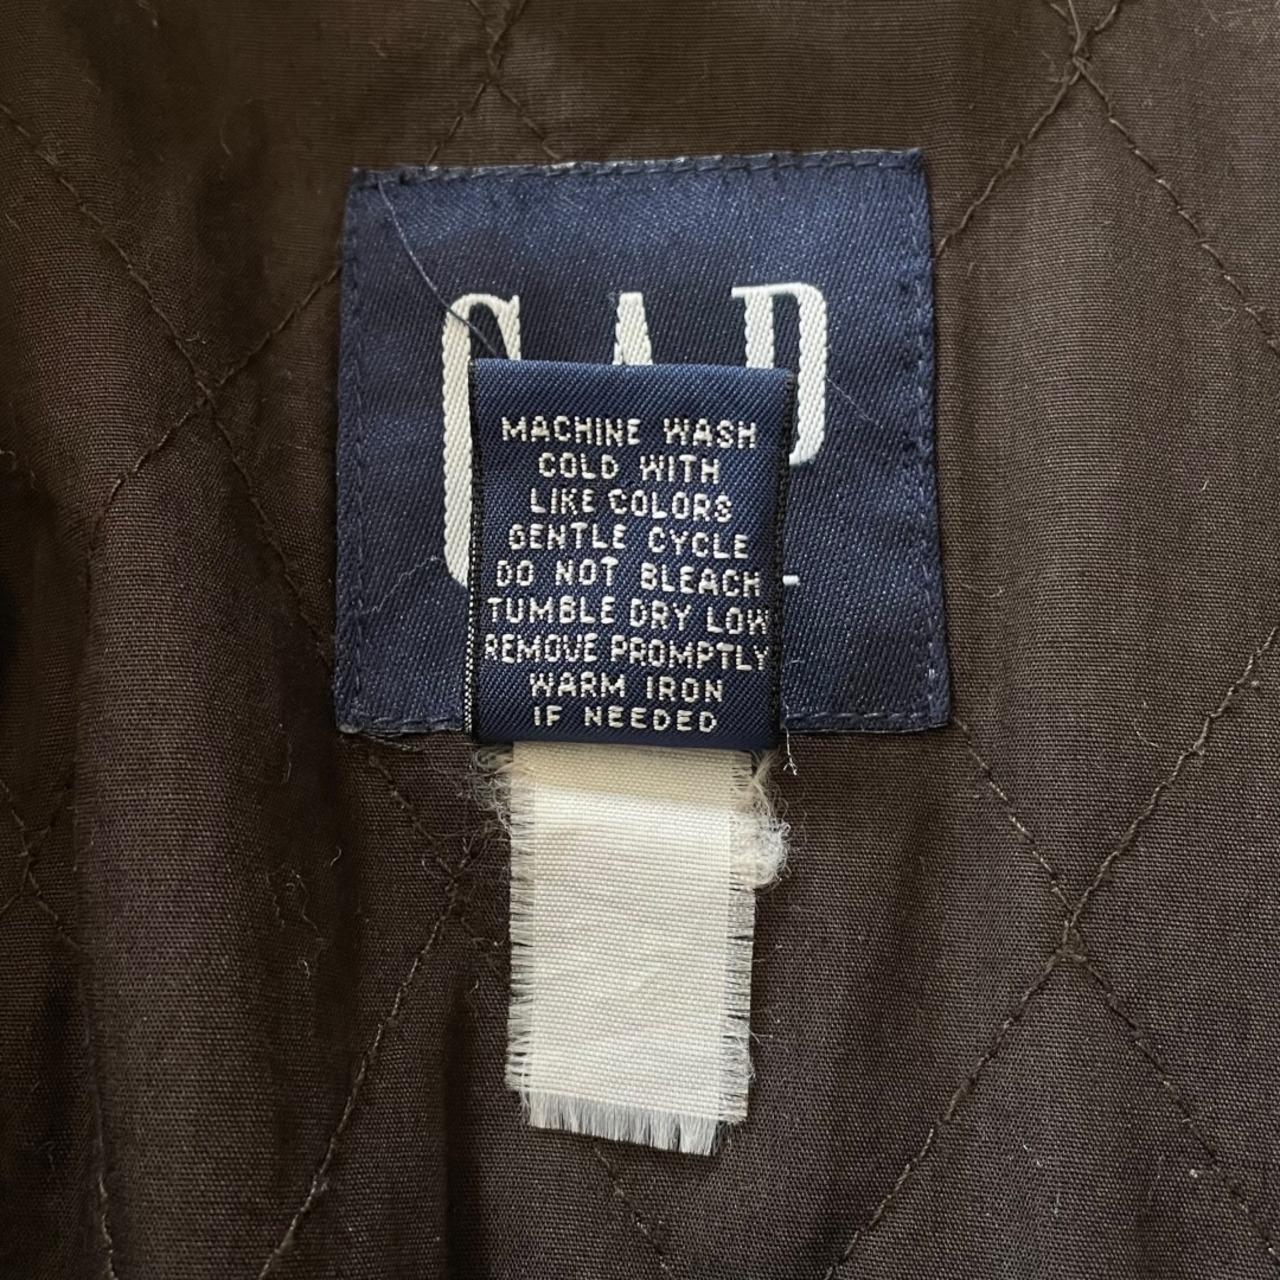 GAP
MACHINE WASH
COLD WITH
LIKE COLORS
GENTLE CYCLE
DO NOT BLEACH
TUMBLE DRY LOW
REMOVE PROMPTLY
WARM IRON
IF NEEDED